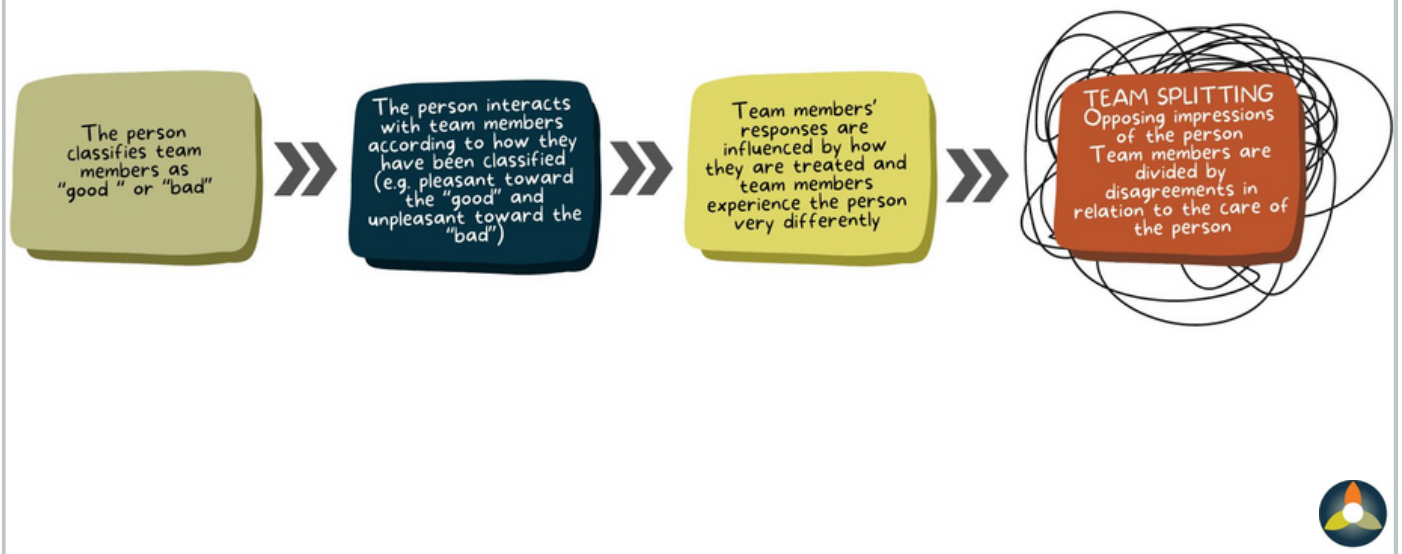 The person
classifies team
members as
"good " or "bad"
The person interacts
with team members
according to how they
have been classified
(e.g. pleasant toward
the "good" and
unpleasant toward the
"bad")
Team members'
responses are
influenced by how
they are treated and
team members
experience the person
very differently
TEAM SPLITTING
Opposing impressions
of the person
Team members are
divided by
disagreements in
relation to the care of
the person